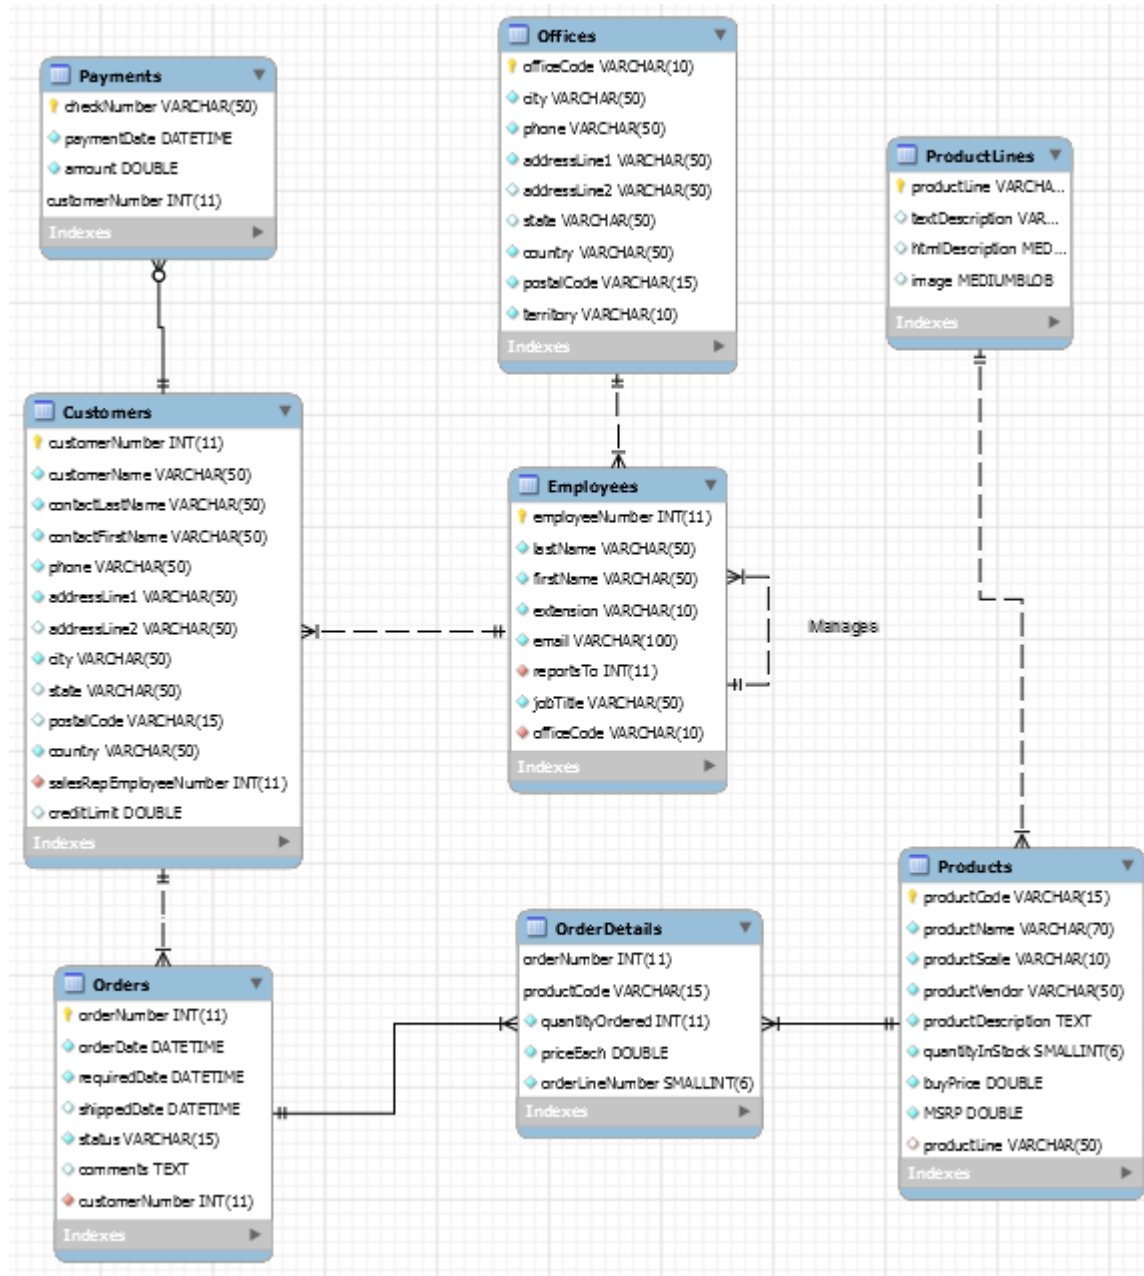 Payments
checkNumber VARCHAR(50)
paymentDate DATETIME
amount DOUBLE
customerNumber INT(11)
Indexes
Offices
officeCode VARCHAR(10)
city VARCHAR(50)
phone VARCHAR(50)
addressLine1 VARCHAR(50)
addressLine2 VARCHAR(50)
state VARCHAR(50)
country VARCHAR(50)
postalCode VARCHAR(15)
territory VARCHAR(10)
Indexes
ProductLines
productLine VARCHA...
textDescription VAR...
htmlDescription MED...
image MEDIUMBLOB
Indexes
Customers
customerNumber INT(11)
customerName VARCHAR(50)
contactLastName VARCHAR(50)
contactFirstName VARCHAR(50)
phone VARCHAR(50)
addressLine1 VARCHAR(50)
addressLine2 VARCHAR(50)
city VARCHAR(50)
state VARCHAR(50)
postalCode VARCHAR(15)
country VARCHAR(50)
salesRepEmployeeNumber INT(11)
creditLimit DOUBLE
Indexes
Employees
employeeNumber INT(11)
lastName VARCHAR(50)
firstName VARCHAR(50)
extension VARCHAR(10)
email VARCHAR(100)
reportsTo INT(11)
jobTitle VARCHAR(50)
officeCode VARCHAR(10)
Indexes
Manages
Orders
orderNumber INT(11)
orderDate DATETIME
requiredDate DATETIME
shippedDate DATETIME
status VARCHAR(15)
comments TEXT
customerNumber INT(11)
Indexes
OrderDetails
orderNumber INT(11)
productCode VARCHAR(15)
quantityOrdered INT(11)
priceEach DOUBLE
orderLineNumber SMALLINT(6)
Indexes
Products
productCode VARCHAR(15)
productName VARCHAR(70)
productScale VARCHAR(10)
productVendor VARCHAR(50)
productDescription TEXT
quantityInStock SMALLINT(6)
buyPrice DOUBLE
MSRP DOUBLE
productLine VARCHAR(50)
Indexes